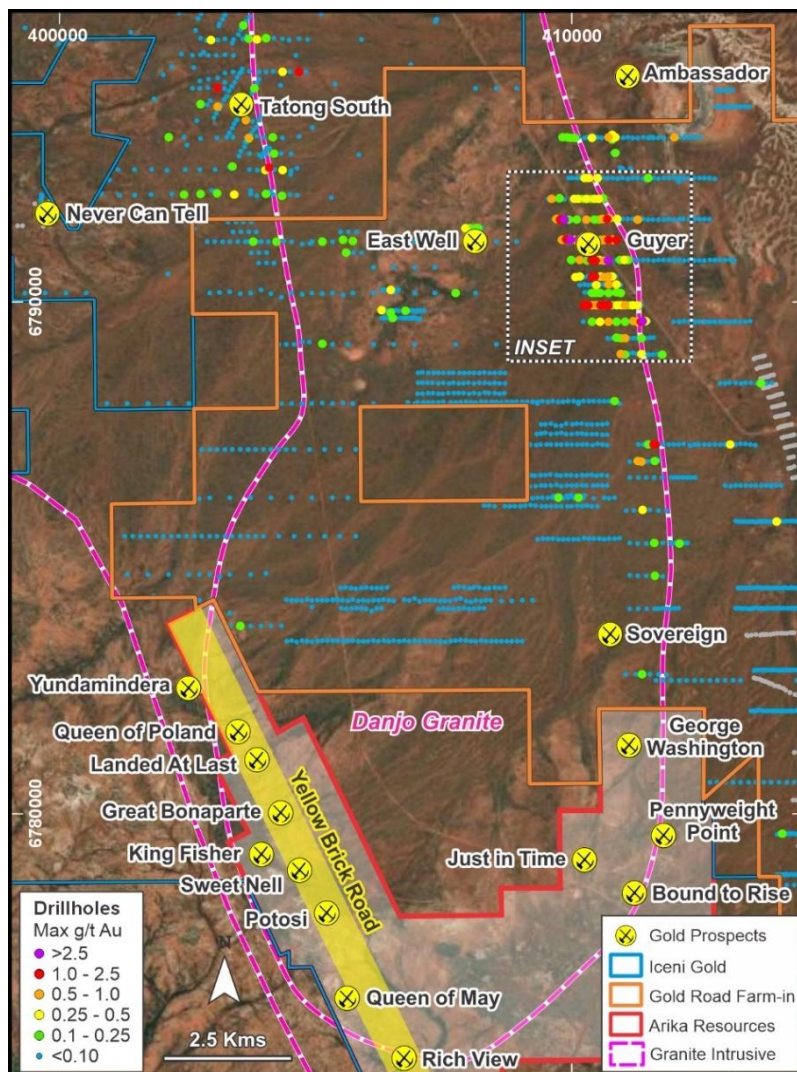 400000
410000
Ambassador
Tatong South
Never Can Tell
East Well
Guyer
6790000
INSET
Sovereign
Yundamindera
Danjo Granite
Queen of Poland
George
Washington
Landed At Last
Yellow Brick Road
6780000
Great Bonaparte
Pennyweight
Point
King Fisher
Just in Time
Sweet Nell
Bound to Rise
Potosi
Drillholes
Max g/t Au
>2.5
1.0 - 2.5
0.5 - 1.0
0.25 - 0.5
0.1 - 0.25
<0.10
N
2.5 Kms
Queen of May
Rich View
Gold Prospects
Iceni Gold
Gold Road Farm-in
Arika Resources
Granite Intrusive